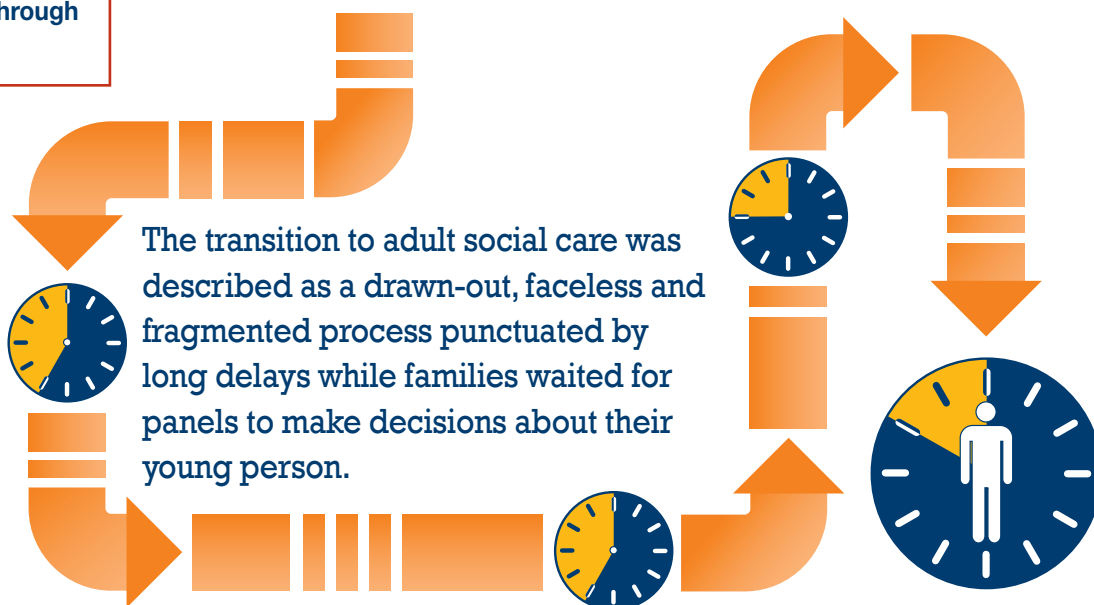 through
The transition to adult social care was
described as a drawn-out, faceless and
fragmented process punctuated by
long delays while families waited for
panels to make decisions about their
young person.